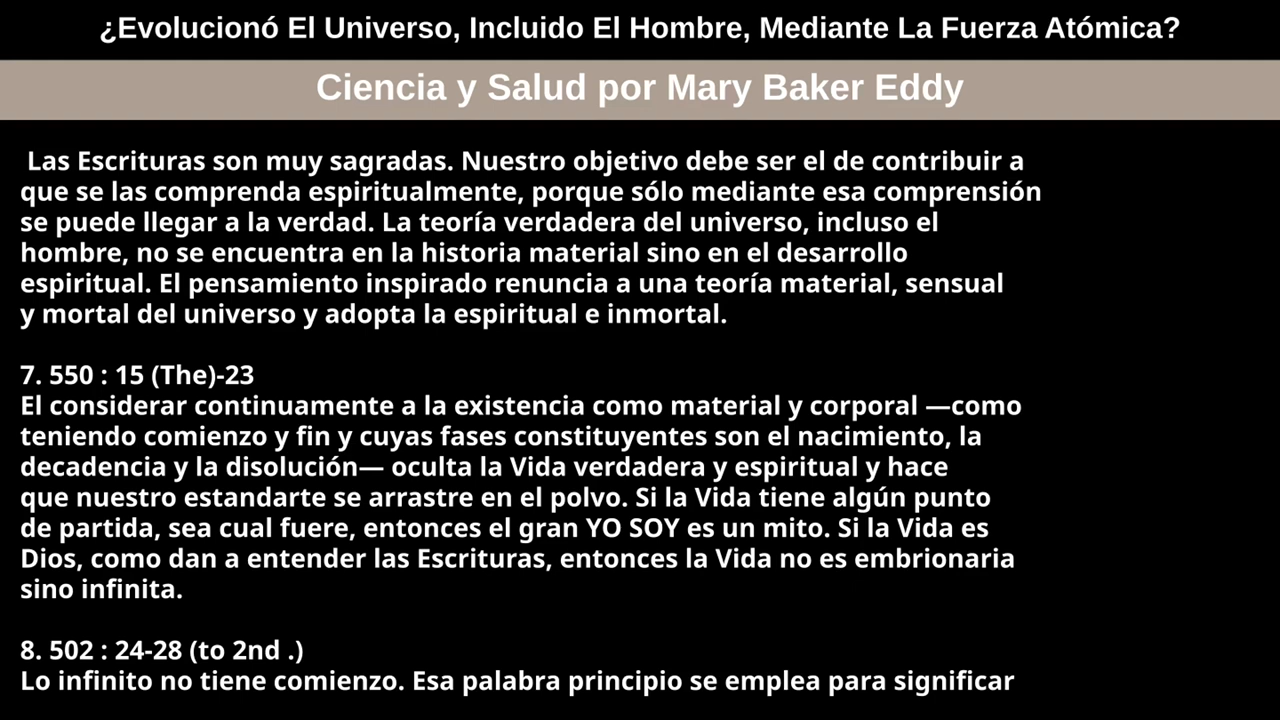 ¿Evolucionó El Universo, Incluido El Hombre, Mediante La Fuerza Atómica?
Ciencia y Salud por Mary Baker Eddy
Las Escrituras son muy sagradas. Nuestro objetivo debe ser el de contribuir a
que se las comprenda espiritualmente, porque sólo mediante esa comprensión
se puede llegar a la verdad. La teoría verdadera del universo, incluso el
hombre, no se encuentra en la historia material sino en el desarrollo
espiritual. El pensamiento inspirado renuncia a una teoría material, sensual
y mortal del universo y adopta la espiritual e inmortal.
7. 550 : 15 (The)-23
El considerar continuamente a la existencia como material y corporal —como
teniendo comienzo y fin y cuyas fases constituyentes son el nacimiento, la
decadencia y la disolución— oculta la Vida verdadera y espiritual y hace
que nuestro estandarte se arrastre en el polvo. Si la Vida tiene algún punto
de partida, sea cual fuere, entonces el gran YO SOY es un mito. Si la Vida es
Dios, como dan a entender las Escrituras, entonces la Vida no es embrionaria
sino infinita.
8. 502 : 24-28 (to 2nd .)
Lo infinito no tiene comienzo. Esa palabra principio se emplea para significar